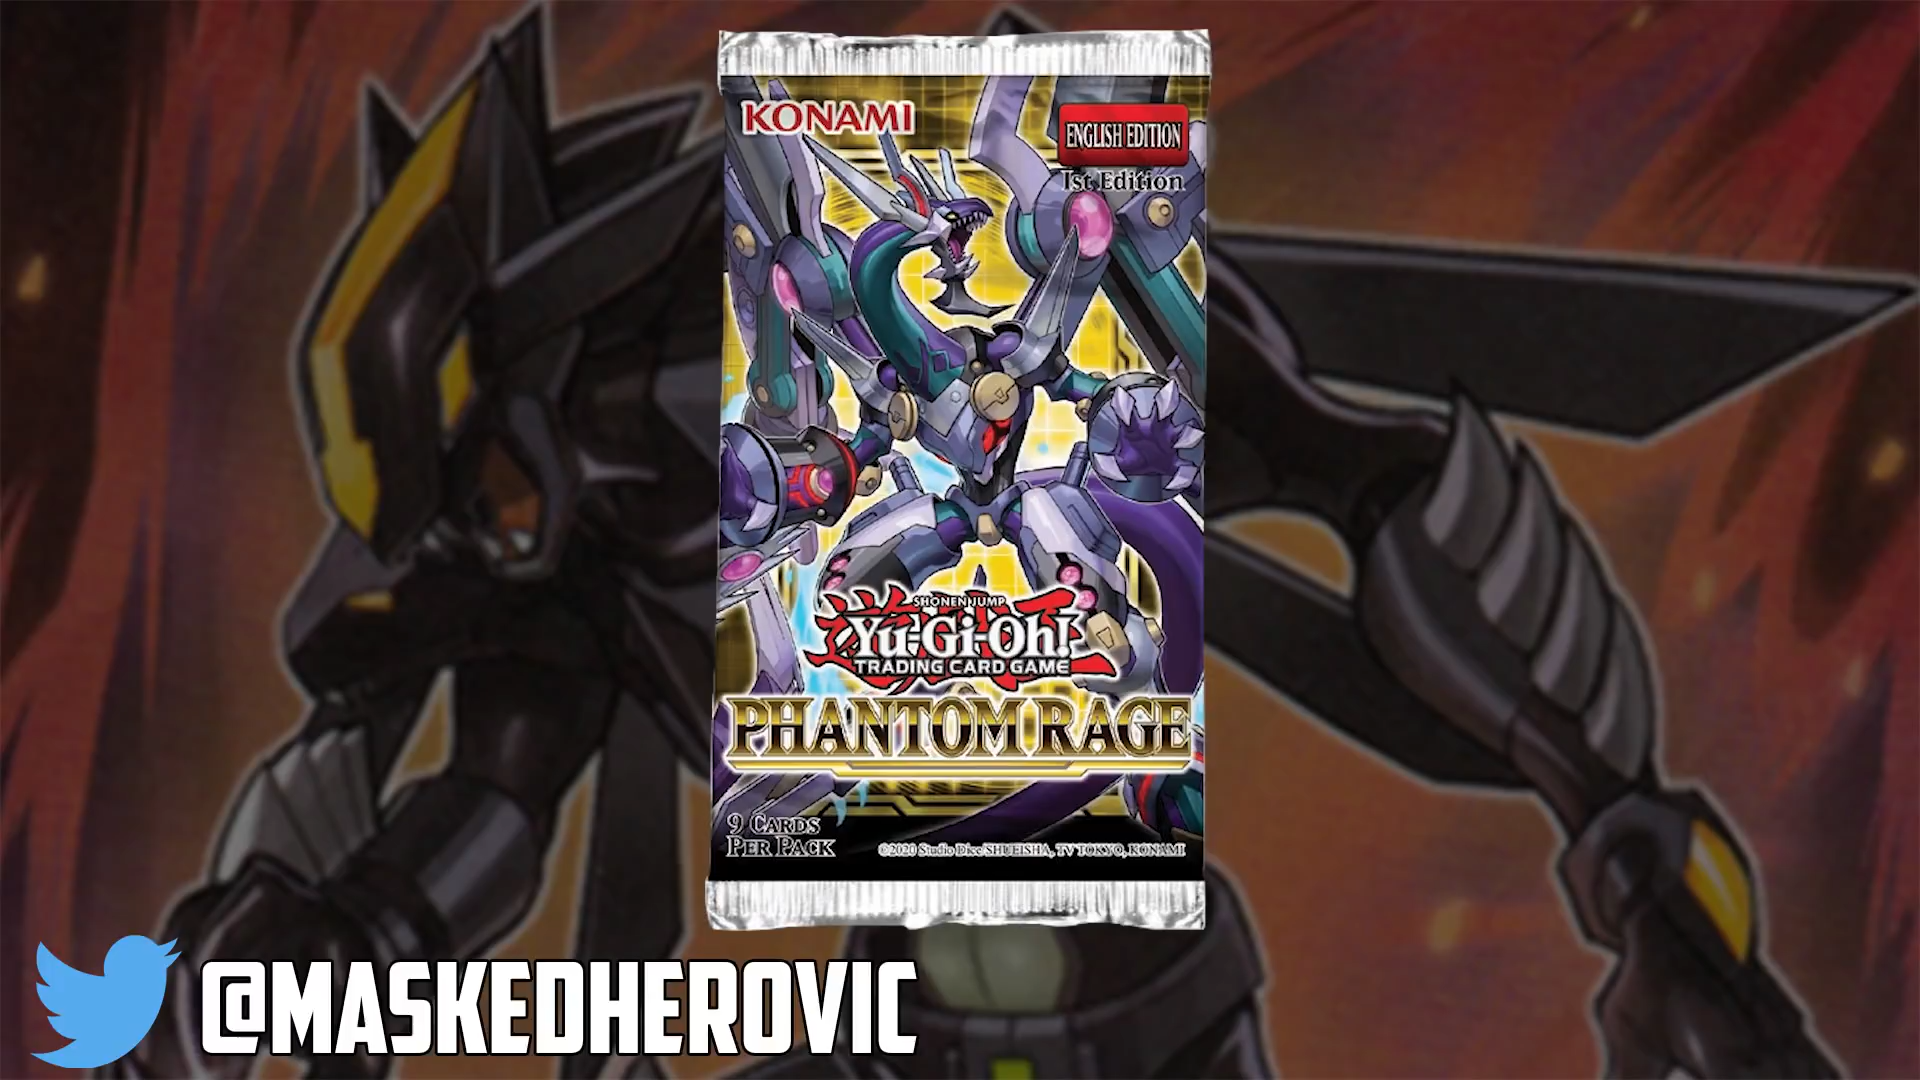 KONAMI
ENGLISH EDITION
1st Edition
SHONEN JUMP
Yu-Gi-Oh!
TRADING CARD GAME
PHANTOM RAGE
9 CARDS
PER PACK
©2020 Studio Dice/SHUEISHA, TV TOKYO, KONAMI
@MASKEDHEROVIC